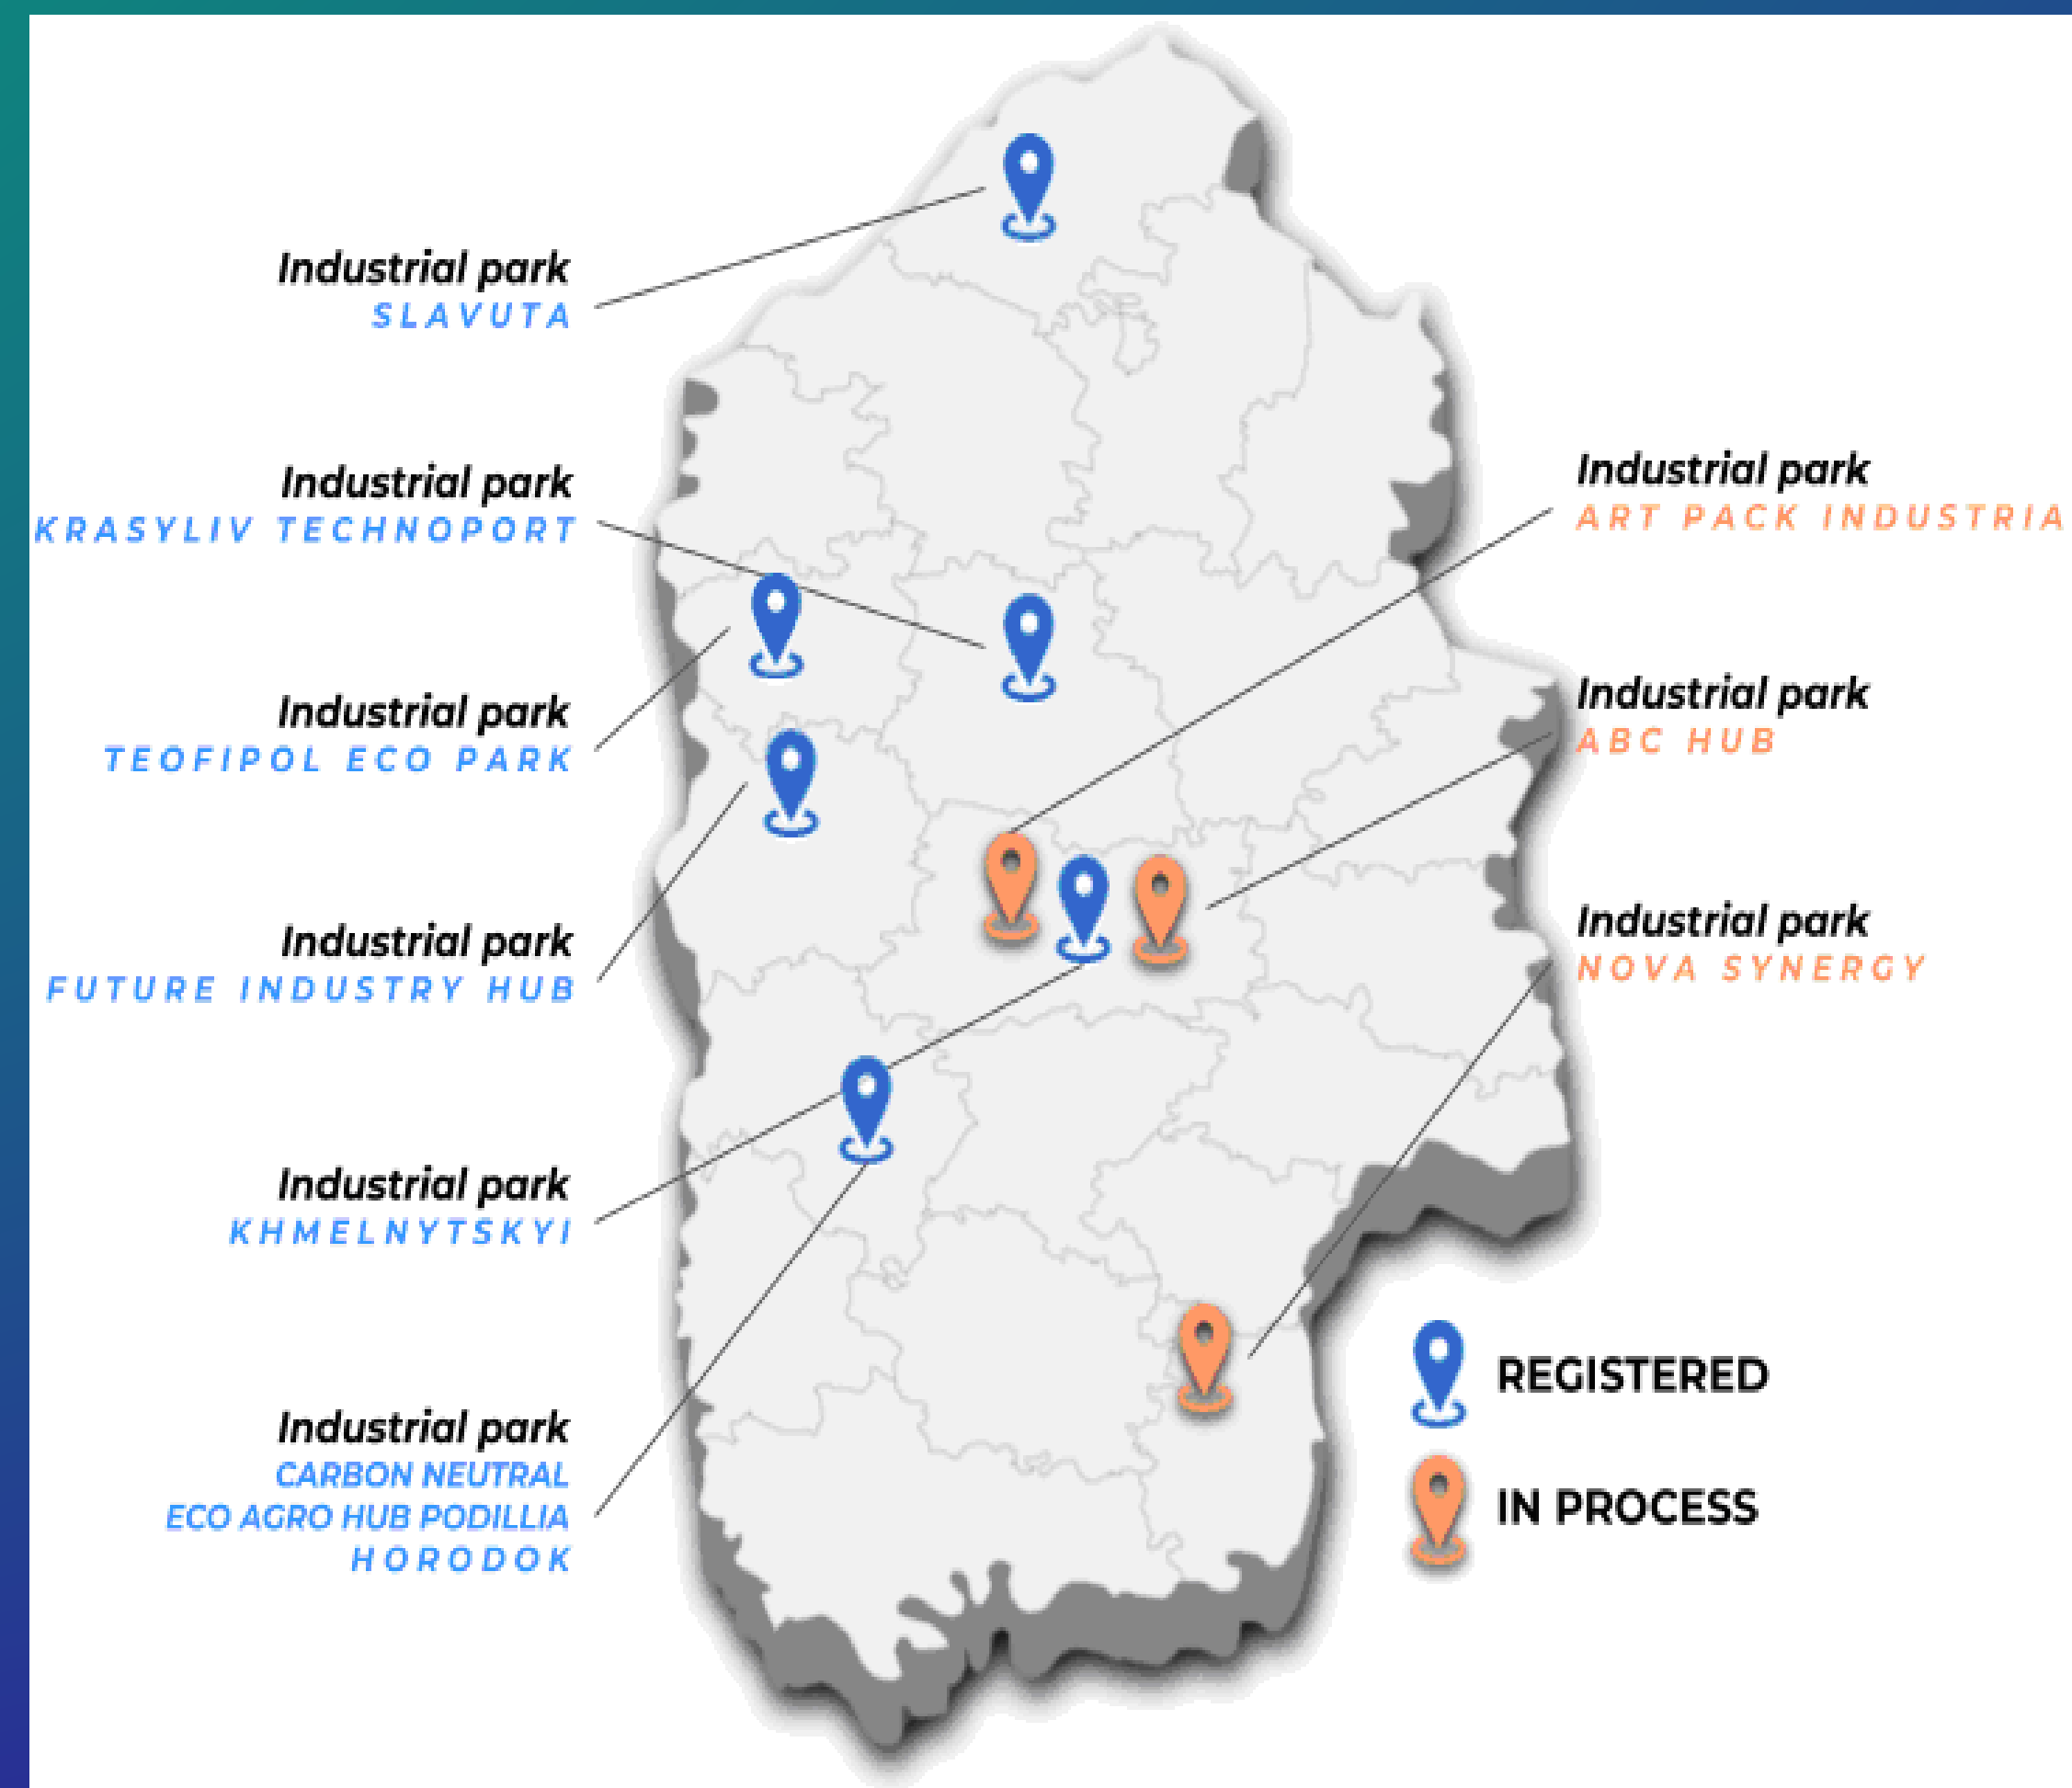 Industrial park
SLAVUTA
Industrial park
KRASYLIV TECHNOPORT
Industrial park
TEOFIPOL ECO PARK
Industrial park
FUTURE INDUSTRY HUB
Industrial park
KHMELNYTSKYI
Industrial park
CARBON NEUTRAL
ECO AGRO HUB PODILLIA
HORODOK
Industrial park
ART PACK INDUSTRIA
Industrial park
ABC HUB
Industrial park
NOVA SYNERGY
REGISTERED
IN PROCESS